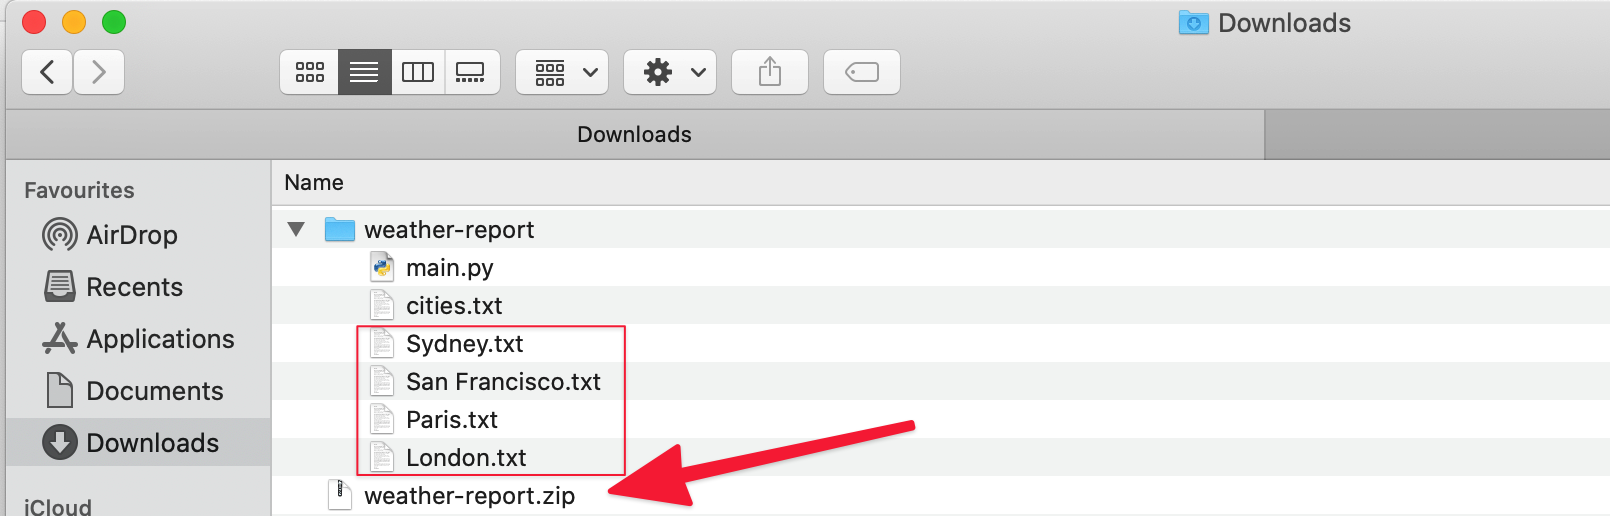 Downloads
Downloads
Favourites
AirDrop
Recents
Applications
Documents
Downloads
iCloud
Name
weather-report
main.py
cities.txt
Sydney.txt
San Francisco.txt
Paris.txt
London.txt
weather-report.zip